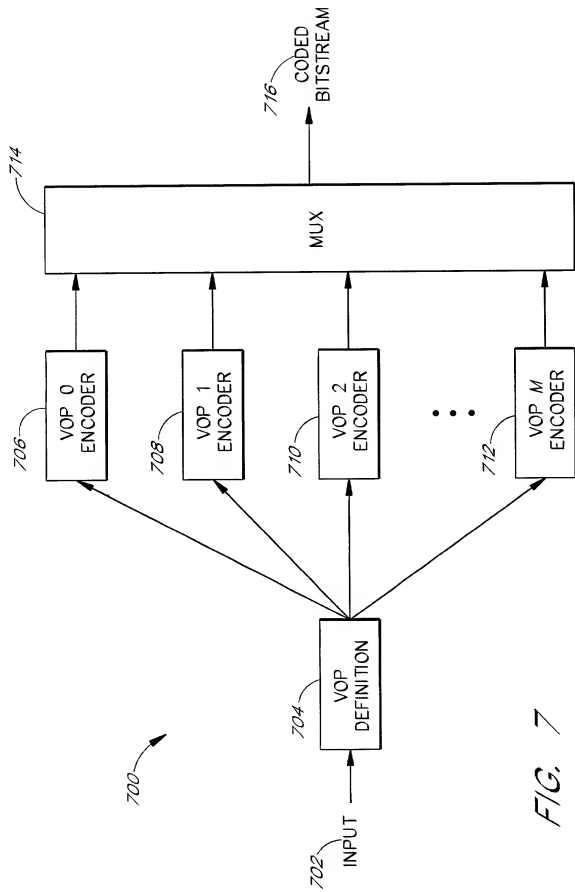 700
702
INPUT
704
VOP
DEFINITION
706
VOP 0
ENCODER
708
VOP 1
ENCODER
710
VOP 2
ENCODER
712
VOP M
ENCODER
714
MUX
716
CODED
BITSTREAM
FIG. 7